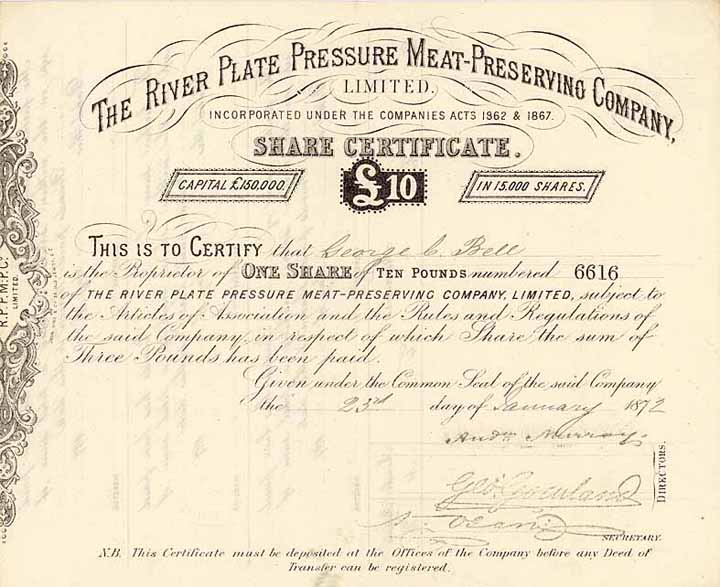 THE RIVER PLATE PRESSURE MEAT-PRESERVING COMPANY,
LIMITED.
INCORPORATED UNDER THE COMPANIES ACTS 1862 & 1867.
SHARE CERTIFICATE.
CAPITAL £150,000. £10 IN 15,000 SHARES.
THIS IS TO CERTIFY that George C. Bell
is the Proprietor of ONE SHARE of TEN POUNDS numbered 6616
of THE RIVER PLATE PRESSURE MEAT-PRESERVING COMPANY, LIMITED, subject to
the Articles of Association and the Rules and Regulations of
the said Company, in respect of which Share the sum of
Three Pounds has been paid.
Given under the Common Seal of the said Company
the 23rd day of January 1872
Andw Murray
DIRECTORS.
Geo.
SECRETARY.
N.B. This Certificate must be deposited at the Offices of the Company before any Deed of
Transfer can be registered.
R.P.P.M.P. Co.
LIMITED.